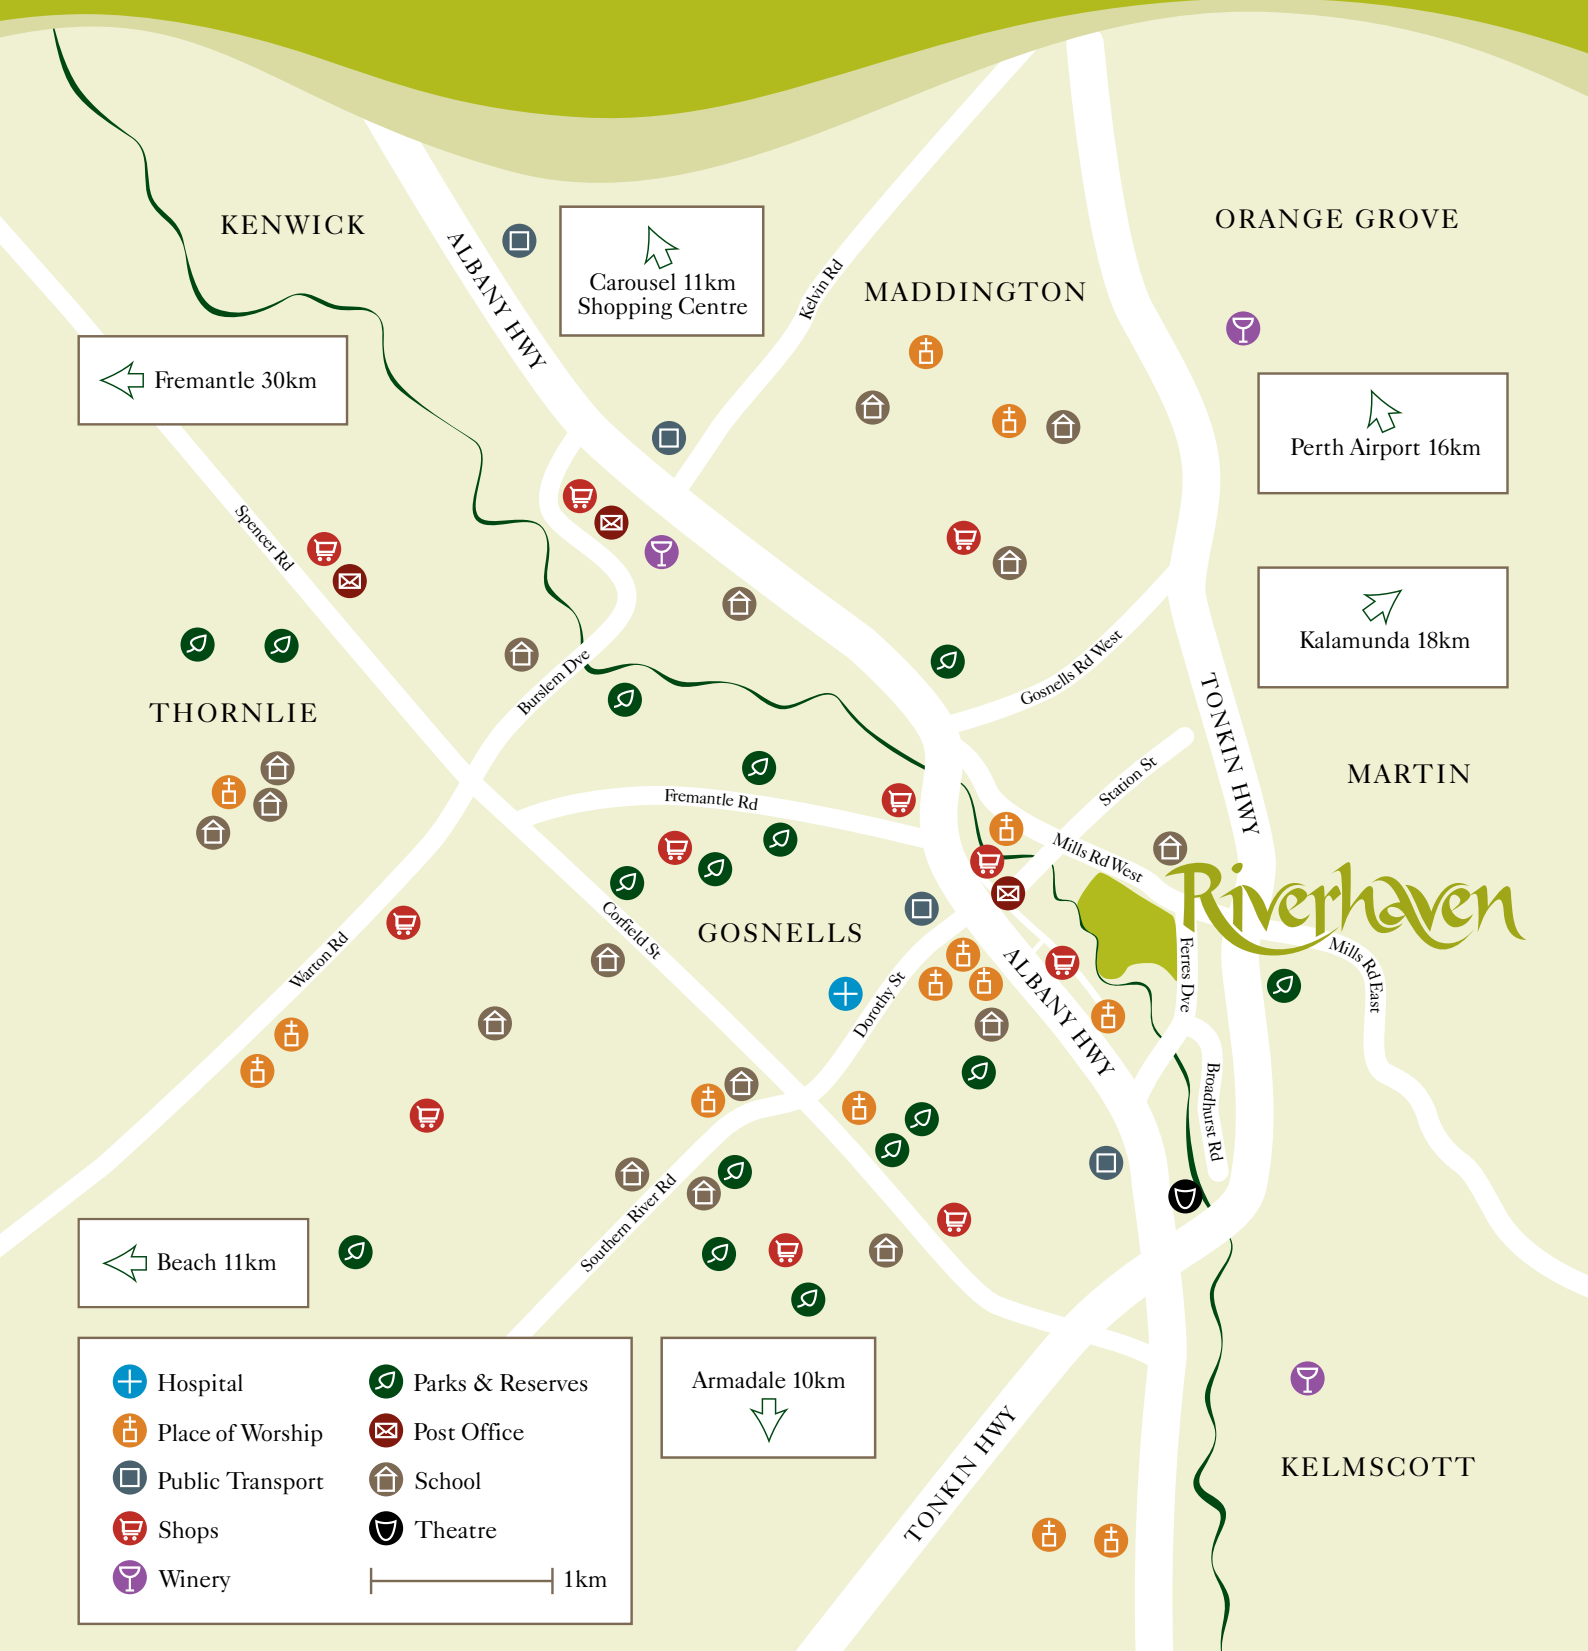 KENWICK
ORANGE GROVE
ALBANY HWY
Carousel 11km
Shopping Centre
Kelvin Rd
MADDINGTON
Fremantle 30km
Perth Airport 16km
Spencer Rd
Kalamunda 18km
Burslem Dve
Gosnells Rd West
THORNLIE
TONKIN HWY
MARTIN
Station St
Fremantle Rd
Mills Rd West
Riverhaven
Corfield St
GOSNELLS
Warton Rd
Dorothy St
ALBANY HWY
Ferres Dve
Mills Rd East
Broadhurst Rd
Southern River Rd
Beach 11km
Armadale 10km
TONKIN HWY
KELMSCOTT
Hospital
Place of Worship
Public Transport
Shops
Winery
Parks & Reserves
Post Office
School
Theatre
1km